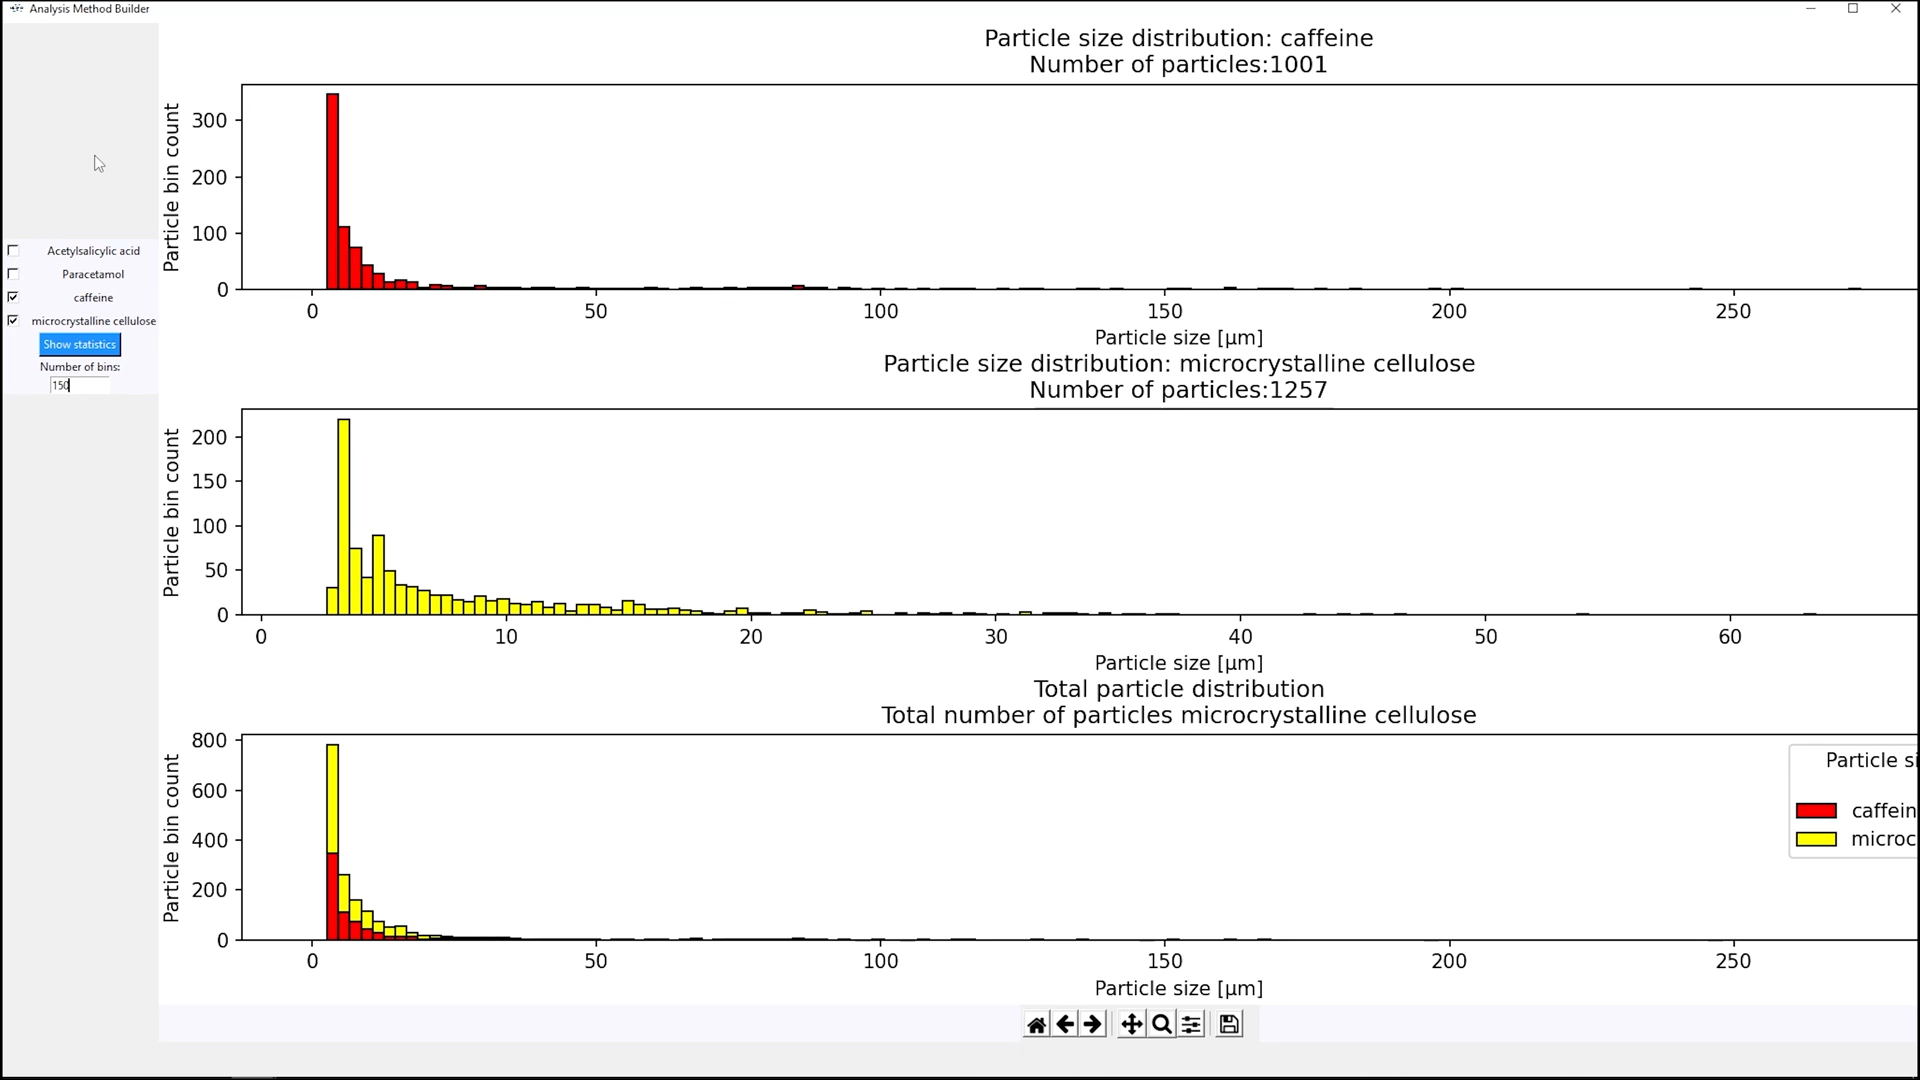 Analysis Method Builder
Acetylsalicylic acid
Paracetamol
caffeine
microcrystalline cellulose
Show statistics
Number of bins:
150
Particle size distribution: caffeine
Number of particles:1001
Particle bin count
300
200
100
0
0 50 100 150 200 250
Particle size [µm]
Particle size distribution: microcrystalline cellulose
Number of particles:1257
Particle bin count
200
150
100
50
0
0 10 20 30 40 50 60
Particle size [µm]
Total particle distribution
Total number of particles microcrystalline cellulose
Particle bin count
800
600
400
200
0
Particle si
caffein
microc
0 50 100 150 200 250
Particle size [µm]